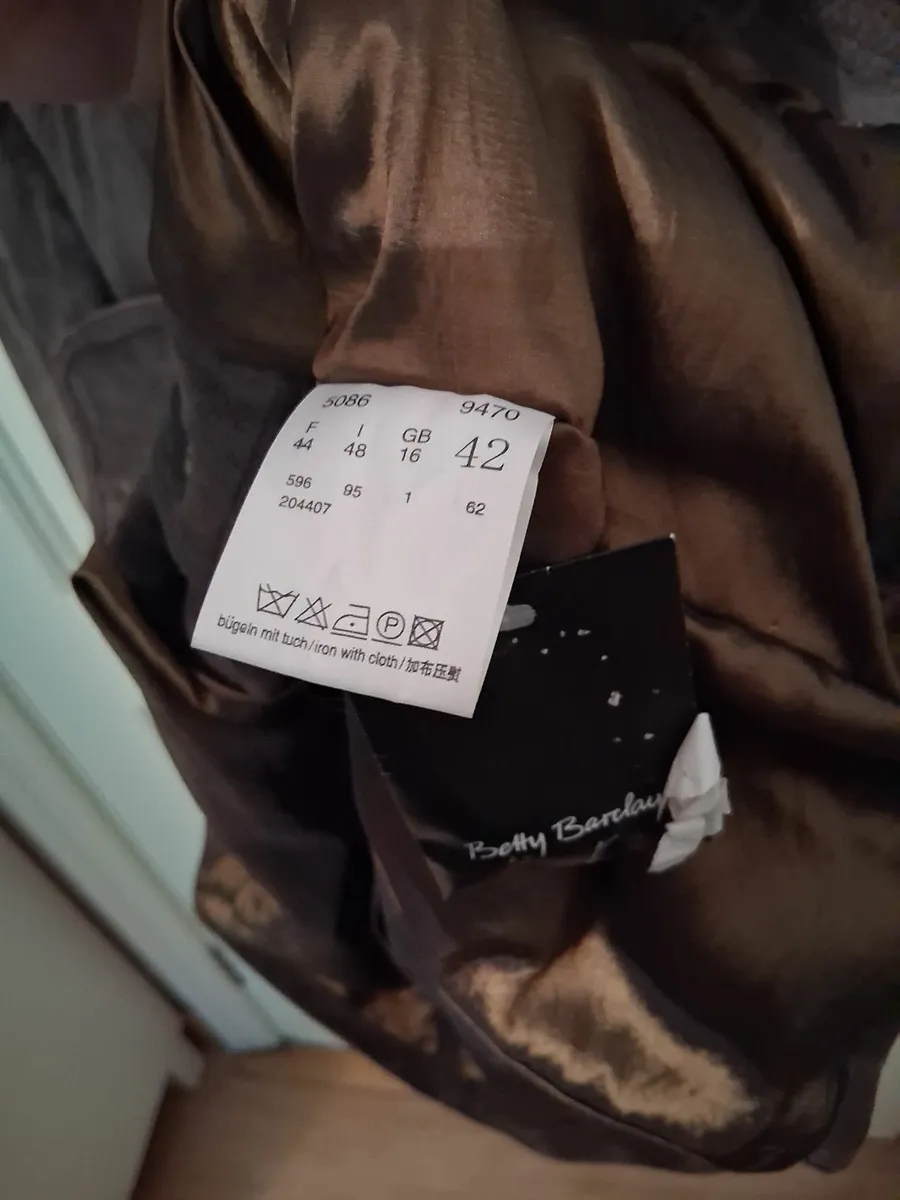 5086 9470
F I GB 42
44 48 16
596 95 1 62
204407
P
bügeln mit tuch/iron with cloth/加布压熨
Betty Barclay